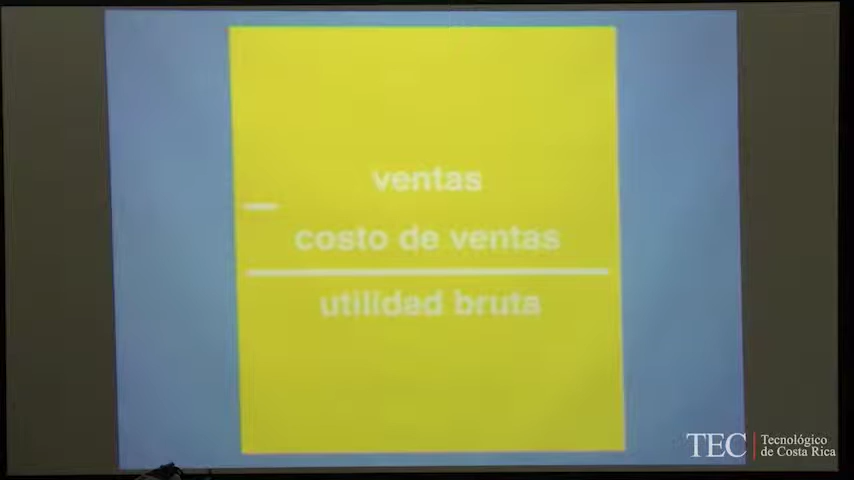 ventas
—
costo de ventas
utilidad bruta
TEC
Tecnológico
de Costa Rica